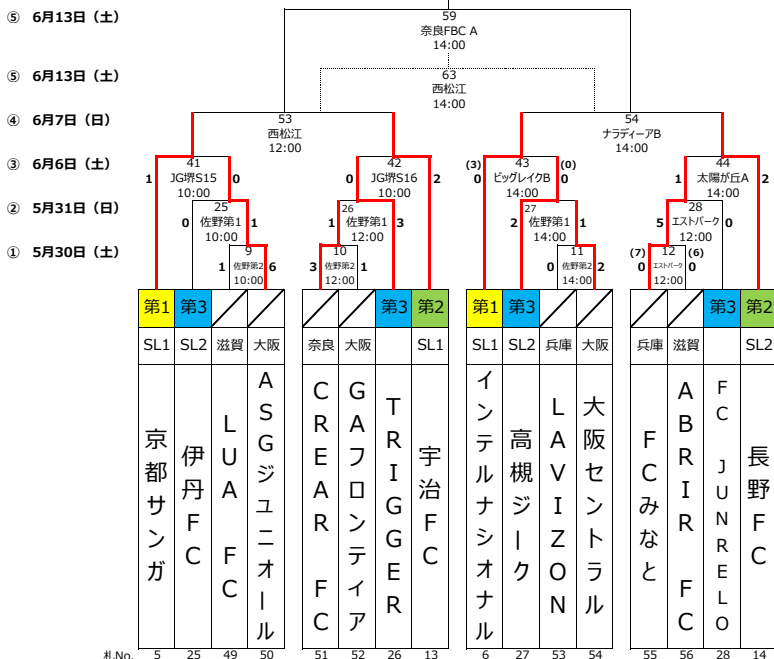 ⑤ 6月13日（土）
59
奈良FBC A
14:00
⑤ 6月13日（土）
63
西松江
14:00
④ 6月7日（日）
53
西松江
12:00
54
ナラディーアB
14:00
③ 6月6日（土）
1
41
JG堺S15
10:00
0
0
42
JG堺S16
10:00
2
(3)
0
43
ビッグレイクB
14:00
(0)
0
1
44
太陽が丘A
14:00
2
② 5月31日（日）
0
25
佐野第1
10:00
1
1
26
佐野第1
12:00
3
2
27
佐野第1
14:00
1
5
28
エストパーク
12:00
0
① 5月30日（土）
1
9
佐野第2
10:00
6
3
10
佐野第2
12:00
1
0
11
佐野第2
14:00
2
(7)
0
12
エストパーク
12:00
(6)
0
第1 第3 第3 第2 第1 第3 第3 第2
SL1 SL2 滋賀 大阪 奈良 大阪 SL1 SL1 SL2 兵庫 大阪 兵庫 滋賀 SL2
京都サンガ
伊丹FC
LUA FC
ASGジュニオール
CREAR FC
GAフロンティア
TRIGGER
宇治FC
インテルナシオナル
高槻ジーク
LAVIZON
大阪セントラル
FCみなと
ABRIR FC
FC JUNRELO
長野FC
札No. 5 25 49 50 51 52 26 13 6 27 53 54 55 56 28 14